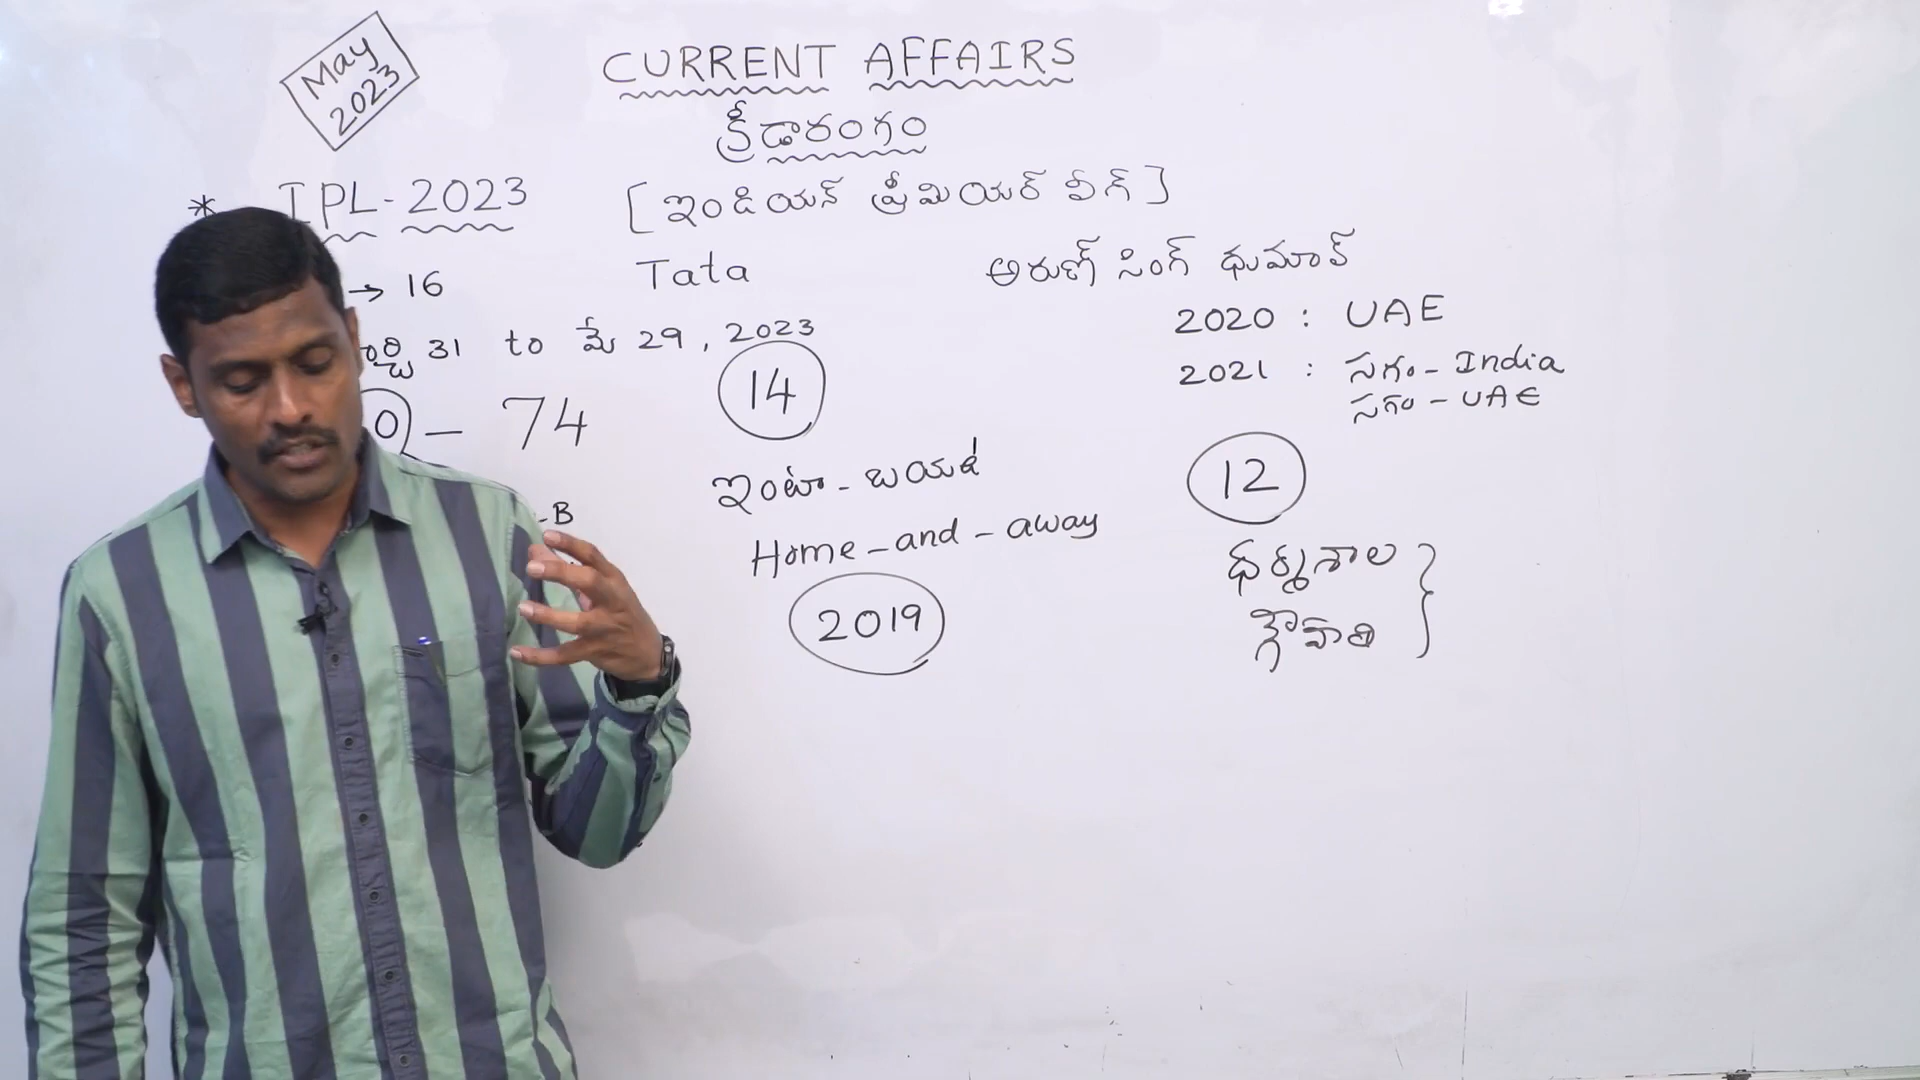 May
2023
CURRENT AFFAIRS
క్రీడారంగం
* IPL-2023 [ఇండియన్ ప్రీమియర్ లీగ్]
→ 16 Tata అరుణ్ సింగ్ ధుమాల్
31 to మే 29, 2023
2020 : UAE
2021 : సగం - India
సగం - UAE
0 - 74
14
ఇంటా - బయట
12
-B
Home-and-away
ధర్మశాల
2019
గౌహతి